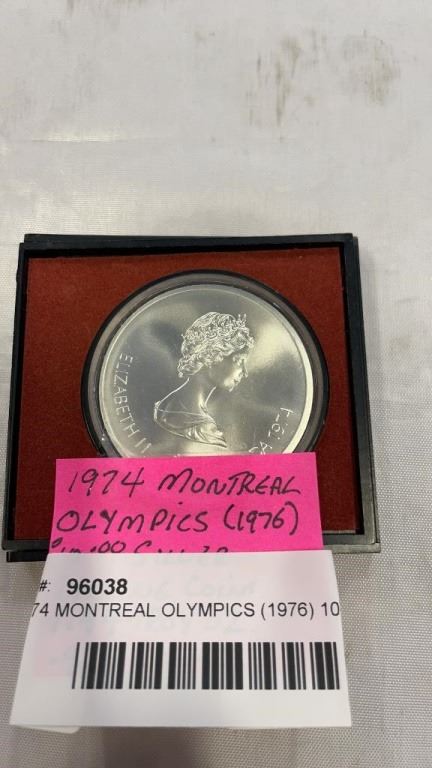 ELIZABETH II
1974
1974 MONTREAL
OLYMPICS (1976)
#: 96038
74 MONTREAL OLYMPICS (1976) 10